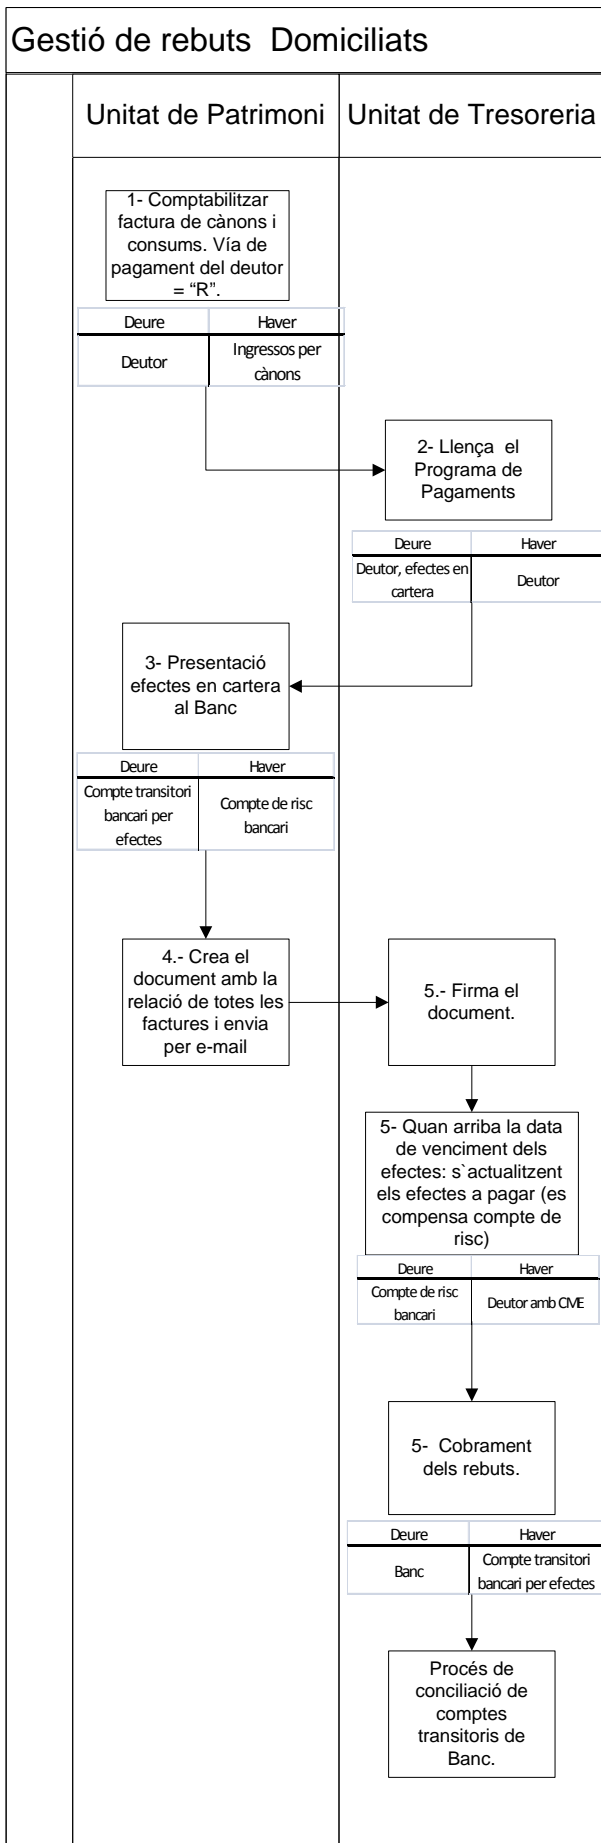 Gestió de rebuts  Domiciliats
Unitat de Patrimoni
Unitat de Tresoreria
1- Comptabilitzar
factura de cànons i
consums. Vía de
pagament del deutor
= “R”.
Deure
Haver
Deutor
Ingressos per
cànons
2- Llença  el
Programa de
Pagaments
Deure
Haver
Deutor, efectes en
cartera
Deutor
3- Presentació
efectes en cartera
al Banc
Deure
Haver
Compte transitori
bancari per
efectes
Compte de risc
bancari
4.- Crea el
document amb la
relació de totes les
factures i envia
per e-mail
5.- Firma el
document.
5- Quan arriba la data
de venciment dels
efectes: s`actualitzent
els efectes a pagar (es
compensa compte de
risc)
Deure
Haver
Compte de risc
bancari
Deutor amb CME
5-  Cobrament
dels rebuts.
Deure
Haver
Banc
Compte transitori
bancari per efectes
Procés de
conciliació de
comptes
transitoris de
Banc.